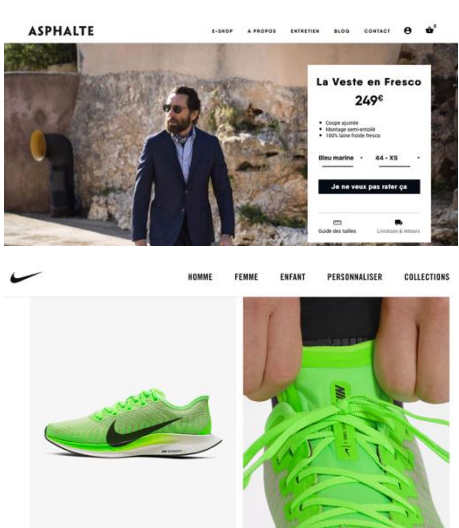 ASPHALTE
E-SHOP A PROPOS ENTRETIEN BLOG CONTACT 0
La Veste en Fresco
249€
Coupe ajustée
Montage semi-entoilé
100% laine froide fresco
Bleu marine 44 - XS
Je ne veux pas rater ça
Guide des tailles Livraison & retours
HOMME FEMME ENFANT PERSONNALISER COLLECTIONS
NIKE